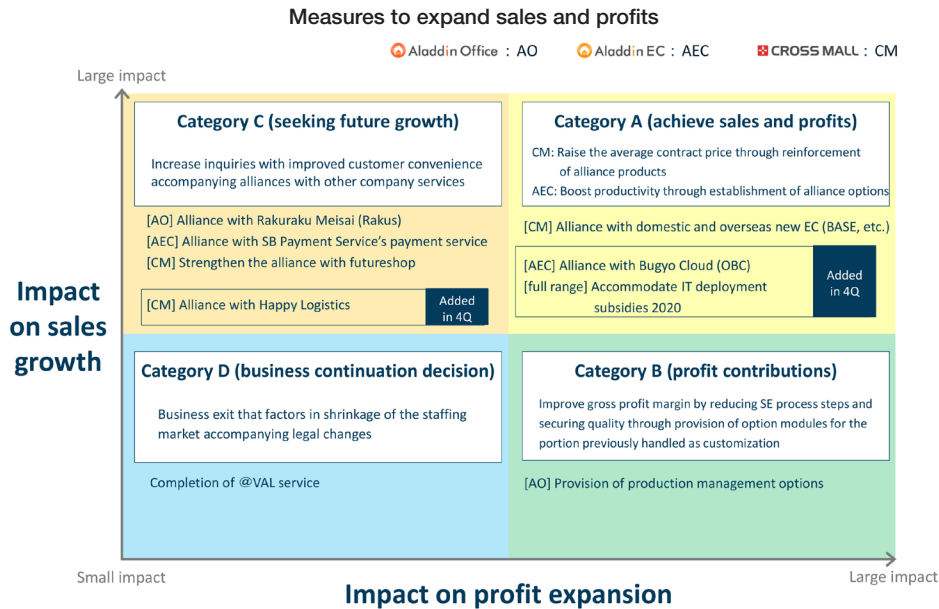 Measures to expand sales and profits
Aladdin Office : AO
Aladdin EC : AEC
CROSS MALL : CM
Large impact
Category C (seeking future growth)
Increase inquiries with improved customer convenience
accompanying alliances with other company services
[AO] Alliance with Rakuraku Meisai (Rakus)
[AEC] Alliance with SB Payment Service's payment service
[CM] Strengthen the alliance with futureshop
[CM] Alliance with Happy Logistics
Added
in 4Q
Category A (achieve sales and profits)
CM: Raise the average contract price through reinforcement
of alliance products
AEC: Boost productivity through establishment of alliance options
[CM] Alliance with domestic and overseas new EC (BASE, etc.)
[AEC] Alliance with Bugyo Cloud (OBC)
[full range] Accommodate IT deployment
subsidies 2020
Added
in 4Q
Impact
on sales
growth
Category D (business continuation decision)
Business exit that factors in shrinkage of the staffing
market accompanying legal changes
Completion of @VAL service
Category B (profit contributions)
Improve gross profit margin by reducing SE process steps and
securing quality through provision of option modules for the
portion previously handled as customization
[AO] Provision of production management options
Small impact
Impact on profit expansion
Large impact